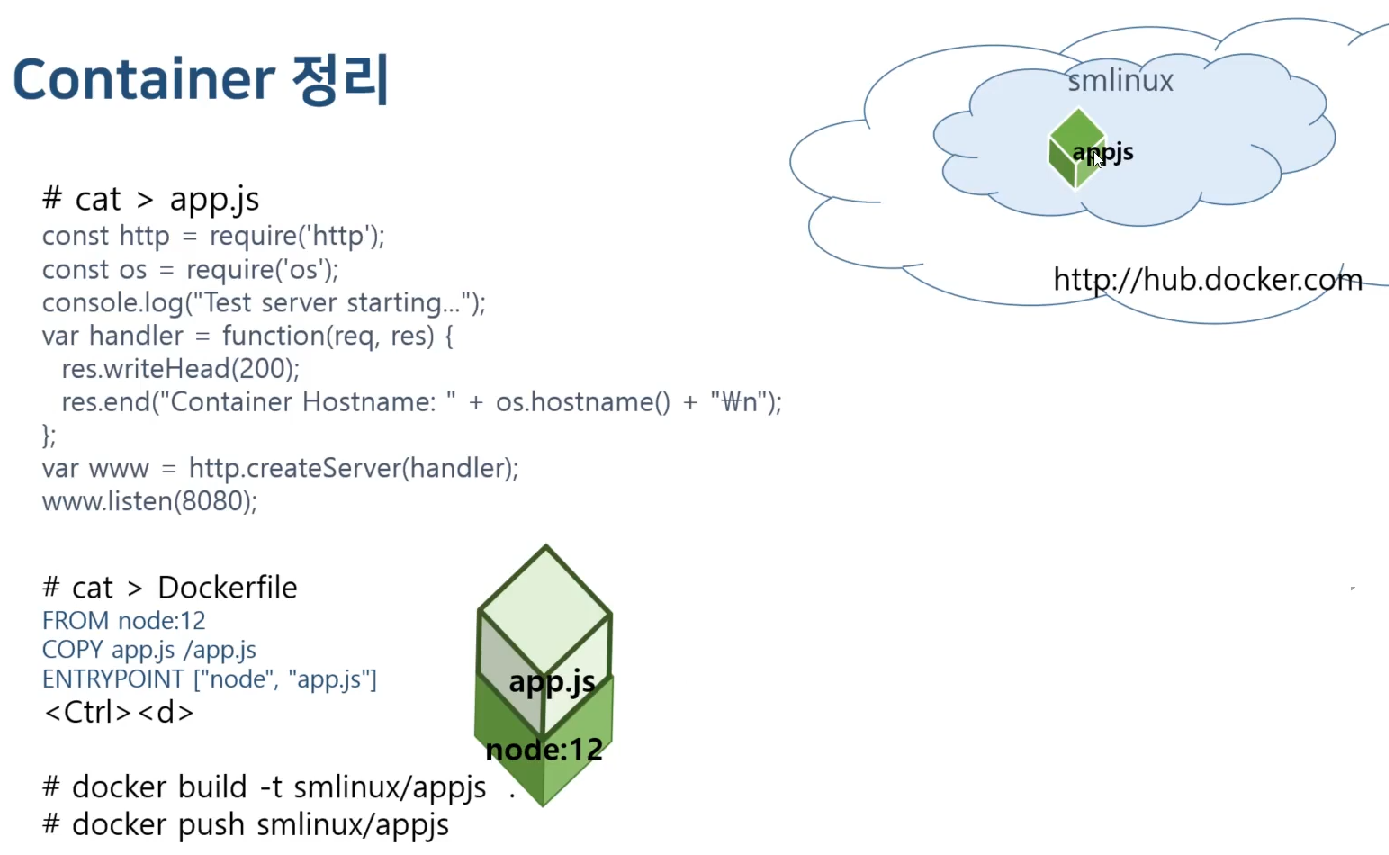 Container 정리
smlinux
appjs
http://hub.docker.com
# cat > app.js
const http = require('http');
const os = require('os');
console.log("Test server starting...");
var handler = function(req, res) {
res.writeHead(200);
res.end("Container Hostname: " + os.hostname() + "₩n");
};
var www = http.createServer(handler);
www.listen(8080);
# cat > Dockerfile
FROM node:12
COPY app.js /app.js
ENTRYPOINT ["node", "app.js"]
<Ctrl><d>
app.js
node:12
# docker build -t smlinux/appjs .
# docker push smlinux/appjs